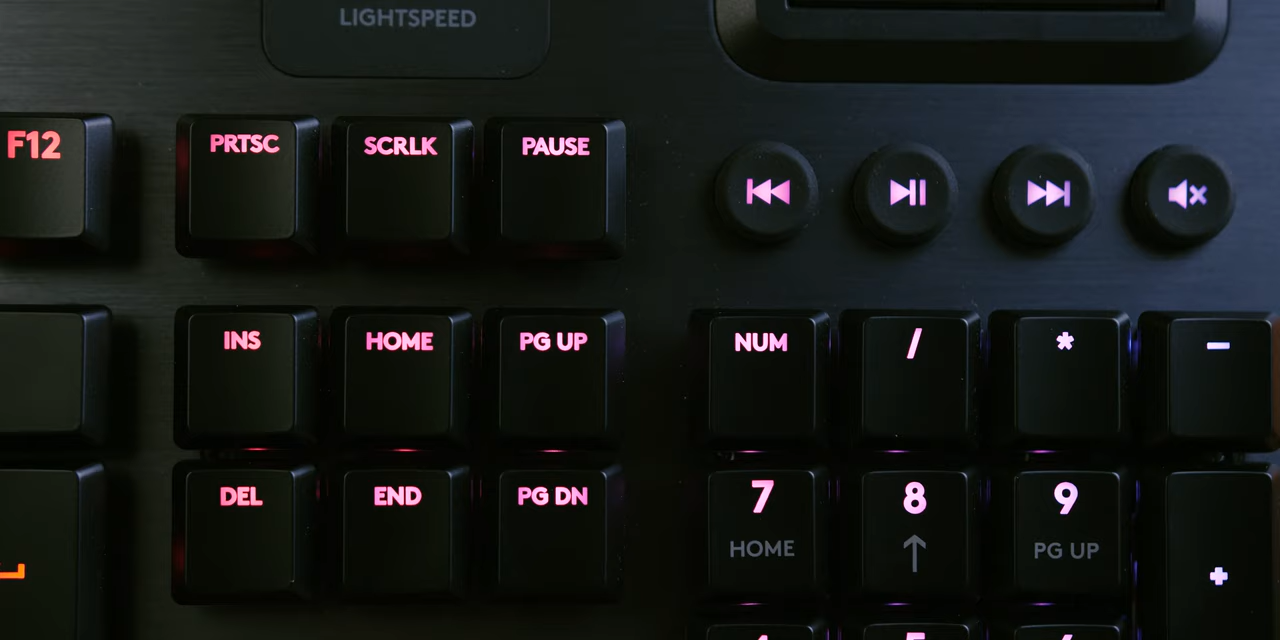 LIGHTSPEED
F12 PRTSC SCRLK PAUSE
INS HOME PG UP NUM / * -
DEL END PG DN 7 8 9 +
HOME ↑ PG UP